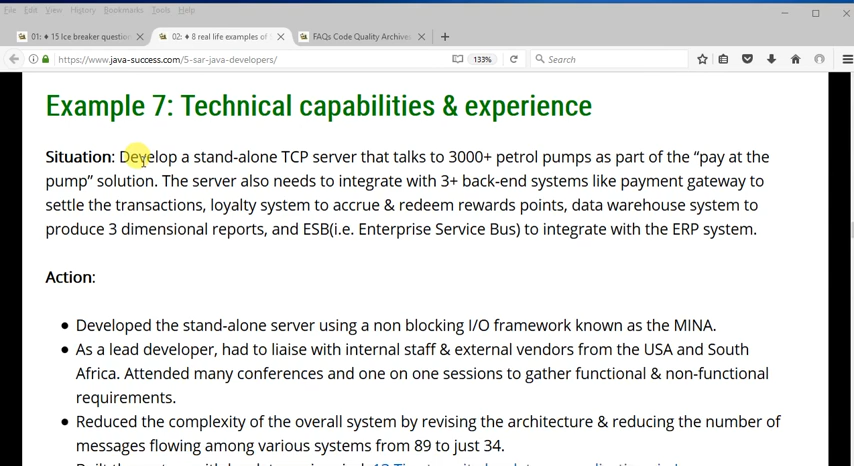 File Edit View History Bookmarks Tools Help
01: ♦ 15 Ice breaker question
02: ♦ 8 real life examples of
FAQs Code Quality Archives
https://www.java-success.com/5-sar-java-developers/
133%
Search
Example 7: Technical capabilities & experience
Situation: Develop a stand-alone TCP server that talks to 3000+ petrol pumps as part of the “pay at the
pump” solution. The server also needs to integrate with 3+ back-end systems like payment gateway to
settle the transactions, loyalty system to accrue & redeem rewards points, data warehouse system to
produce 3 dimensional reports, and ESB(i.e. Enterprise Service Bus) to integrate with the ERP system.
Action:
• Developed the stand-alone server using a non blocking I/O framework known as the MINA.
• As a lead developer, had to liaise with internal staff & external vendors from the USA and South
Africa. Attended many conferences and one on one sessions to gather functional & non-functional
requirements.
• Reduced the complexity of the overall system by revising the architecture & reducing the number of
messages flowing among various systems from 89 to just 34.